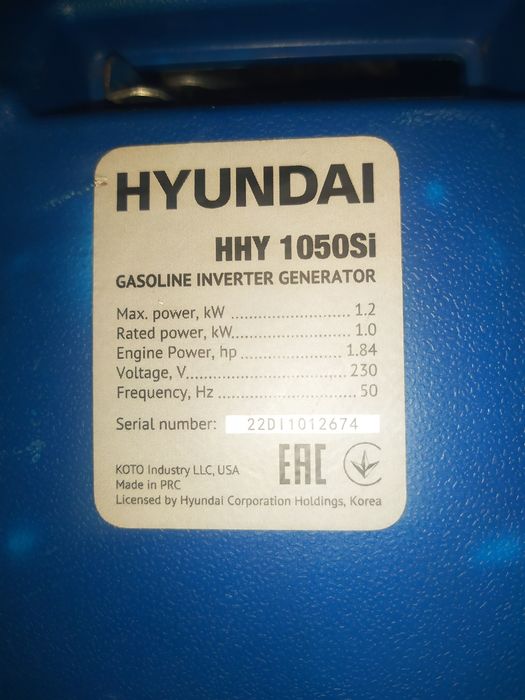 HYUNDAI
HHY 1050Si
GASOLINE INVERTER GENERATOR
Max. power, kW ........................ 1.2
Rated power, kW....................... 1.0
Engine Power, hp .................... 1.84
Voltage, V................................ 230
Frequency, Hz ........................... 50
Serial number: 22DI1012674
EAC
KOTO Industry LLC, USA
Made in PRC
Licensed by Hyundai Corporation Holdings, Korea